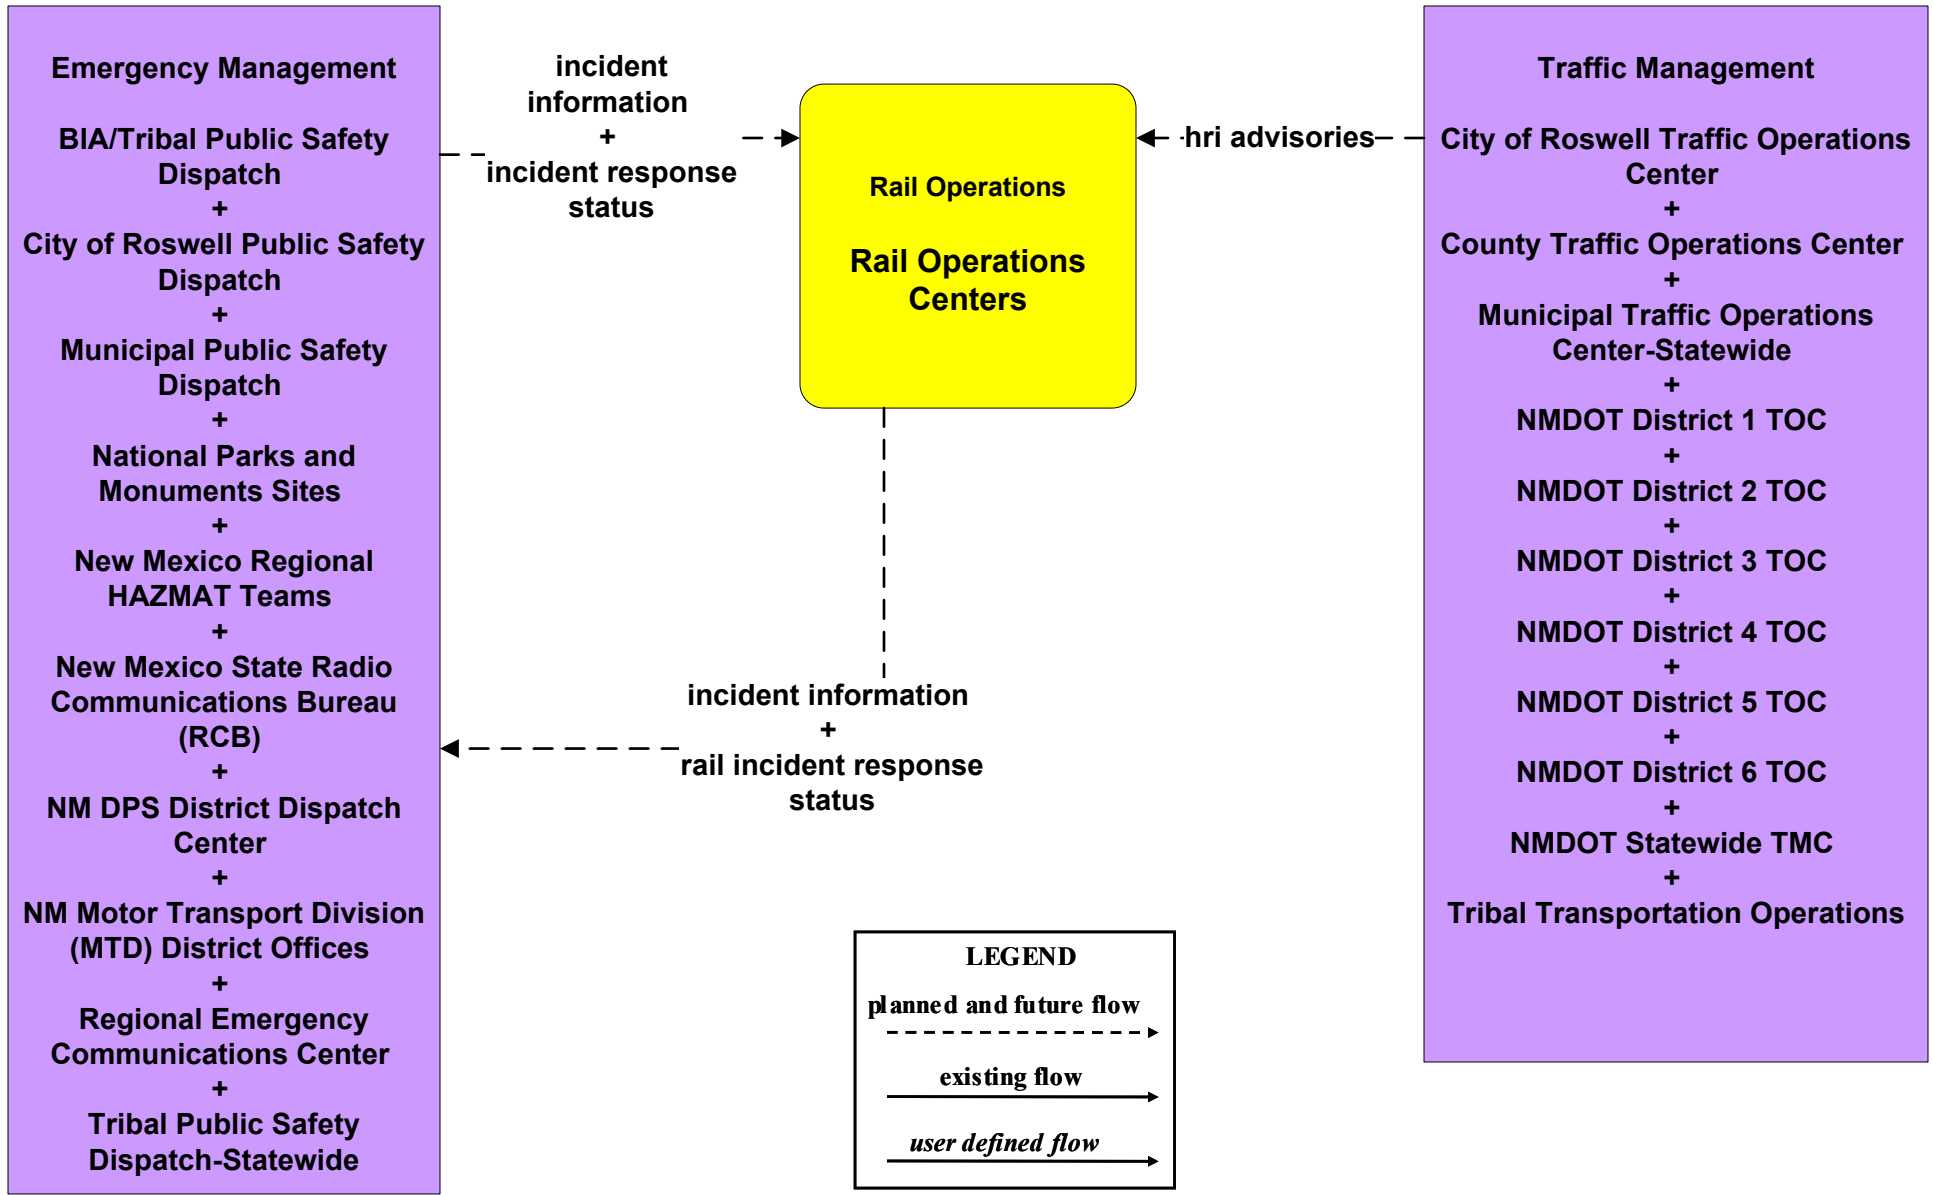 Emergency Management
BIA/Tribal Public Safety
Dispatch
+
City of Roswell Public Safety
Dispatch
+
Municipal Public Safety
Dispatch
+
National Parks and
Monuments Sites
+
New Mexico Regional
HAZMAT Teams
+
New Mexico State Radio
Communications Bureau
(RCB)
+
NM DPS District Dispatch
Center
+
NM Motor Transport Division
(MTD) District Offices
+
Regional Emergency
Communications Center
+
Tribal Public Safety
Dispatch-Statewide
incident
information
+
incident response
status
Rail Operations
Rail Operations
Centers
hri advisories
incident information
+
rail incident response
status
Traffic Management
City of Roswell Traffic Operations
Center
+
County Traffic Operations Center
+
Municipal Traffic Operations
Center-Statewide
+
NMDOT District 1 TOC
+
NMDOT District 2 TOC
+
NMDOT District 3 TOC
+
NMDOT District 4 TOC
+
NMDOT District 5 TOC
+
NMDOT District 6 TOC
+
NMDOT Statewide TMC
+
Tribal Transportation Operations
LEGEND
planned and future flow
existing flow
user defined flow